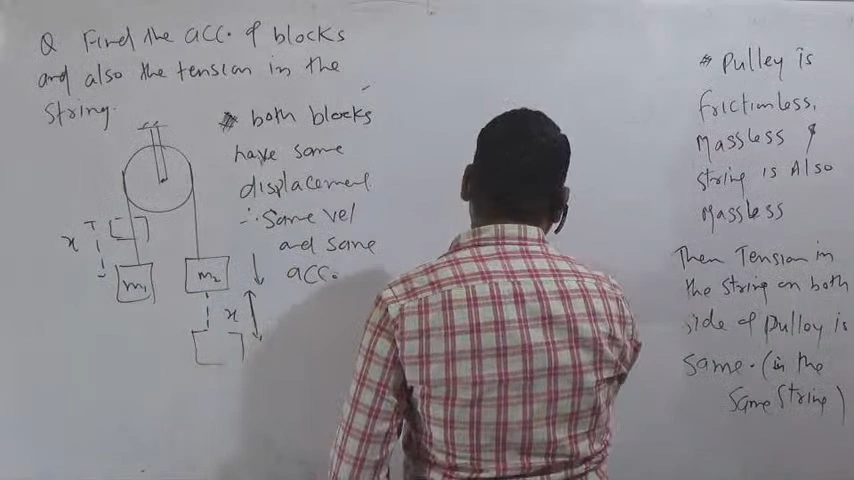 Q Find the acc. of blocks
and also the tension in the
string.
* both blocks
have same
displacement
∴ Same vel
and same
acc.
x
m₁
m₂
x
* Pulley is
frictionless,
Massless &
string is Also
Massless
Then Tension in
the string on both
side of pulley is
same. (in the
same string)